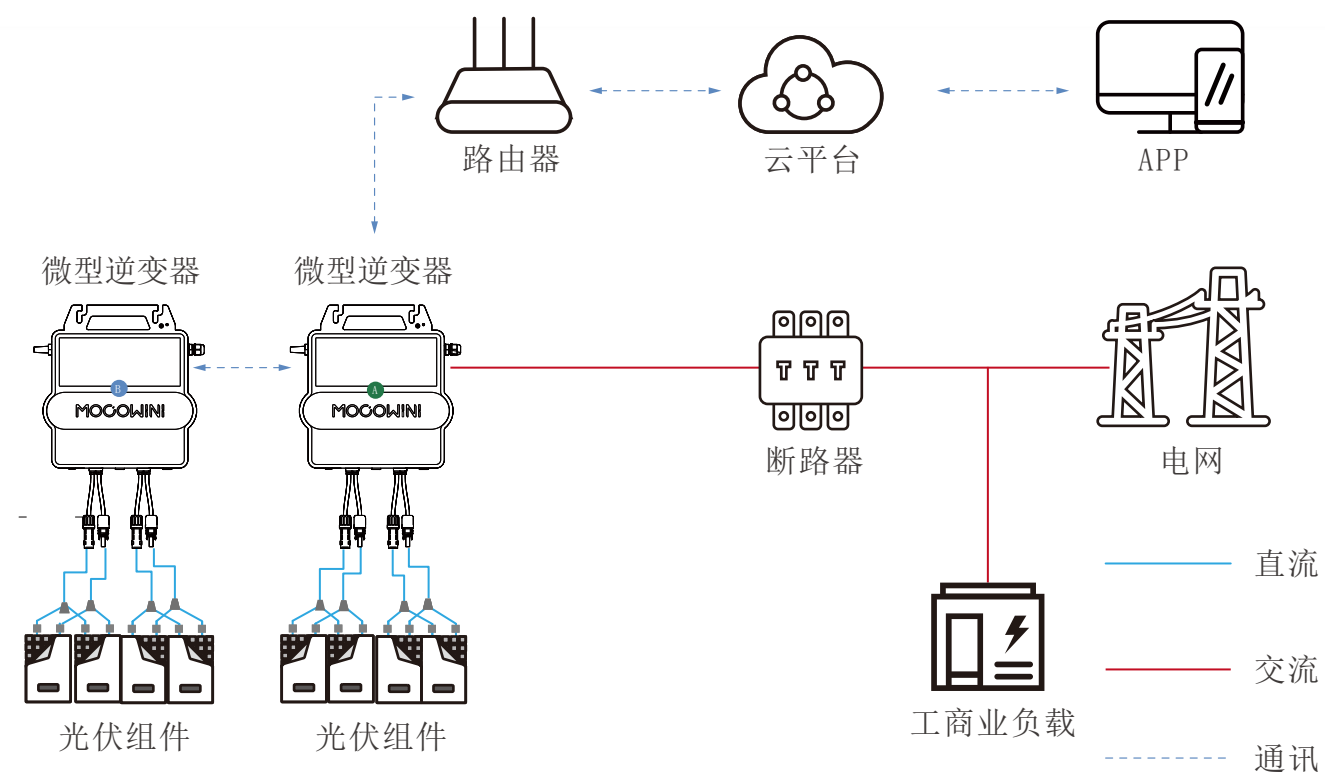 路由器
云平台
APP
微型逆变器
微型逆变器
B
A
MOCOWINI
MOCOWINI
T T T
断路器
电网
直流
交流
工商业负载
光伏组件
光伏组件
通讯